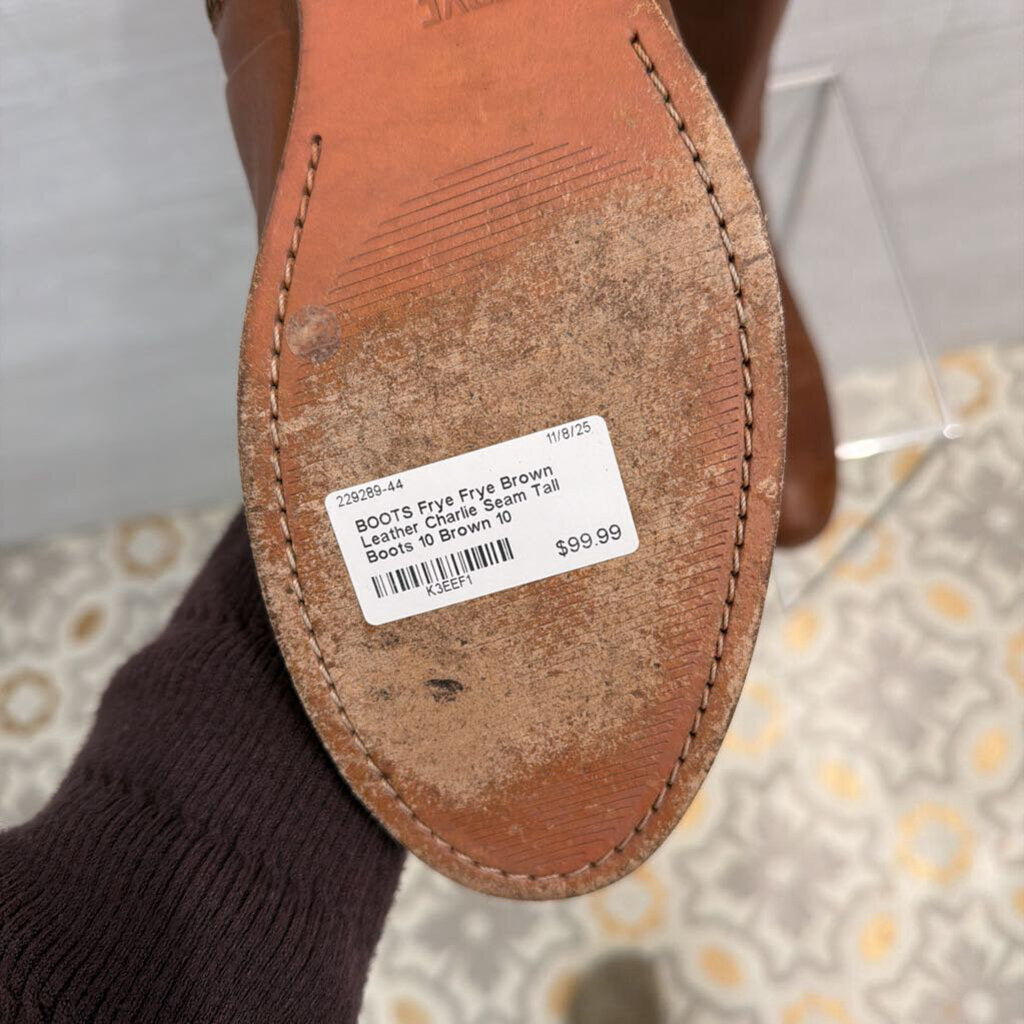 11/8/25
229289-44
BOOTS Frye Frye Brown
Leather Charlie Seam Tall
Boots 10 Brown 10
$99.99
K3EEF1